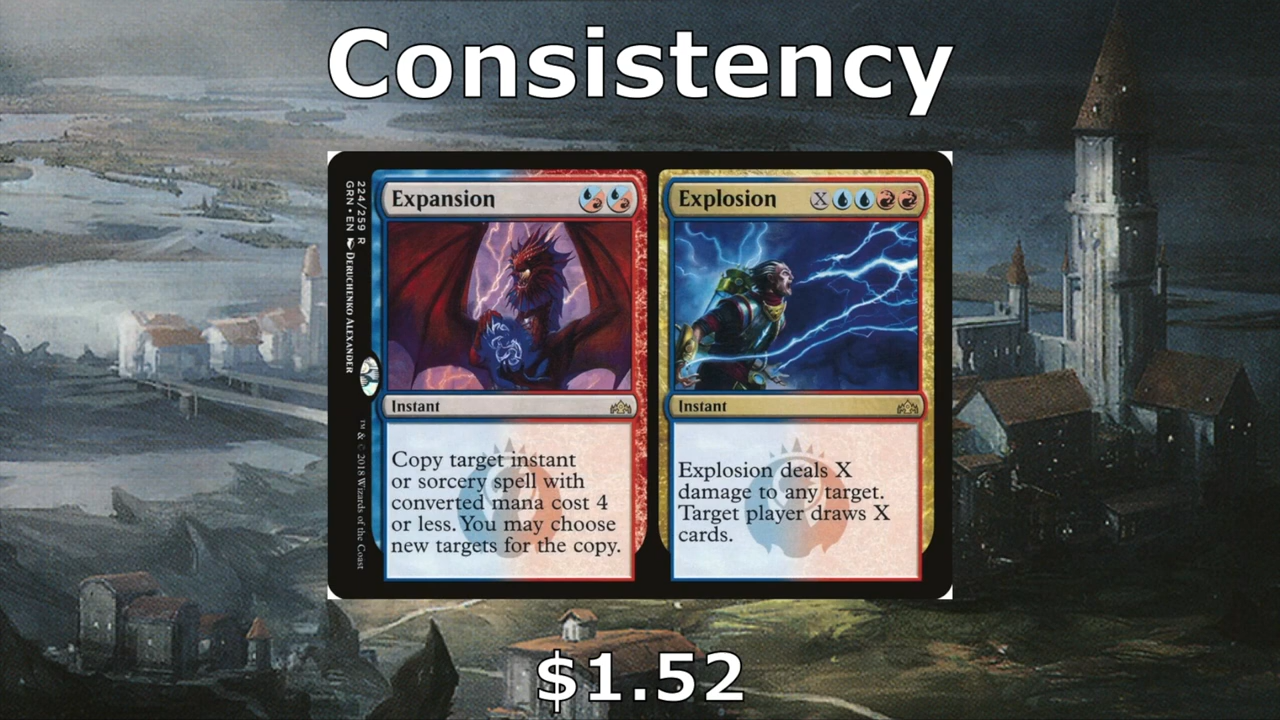 Consistency
224/259 R
GRN • EN DERUCHENKO ALEXANDER
™ & © 2018 Wizards of the Coast
Expansion
Instant
Copy target instant
or sorcery spell with
converted mana cost 4
or less. You may choose
new targets for the copy.
Explosion X
Instant
Explosion deals X
damage to any target.
Target player draws X
cards.
$1.52